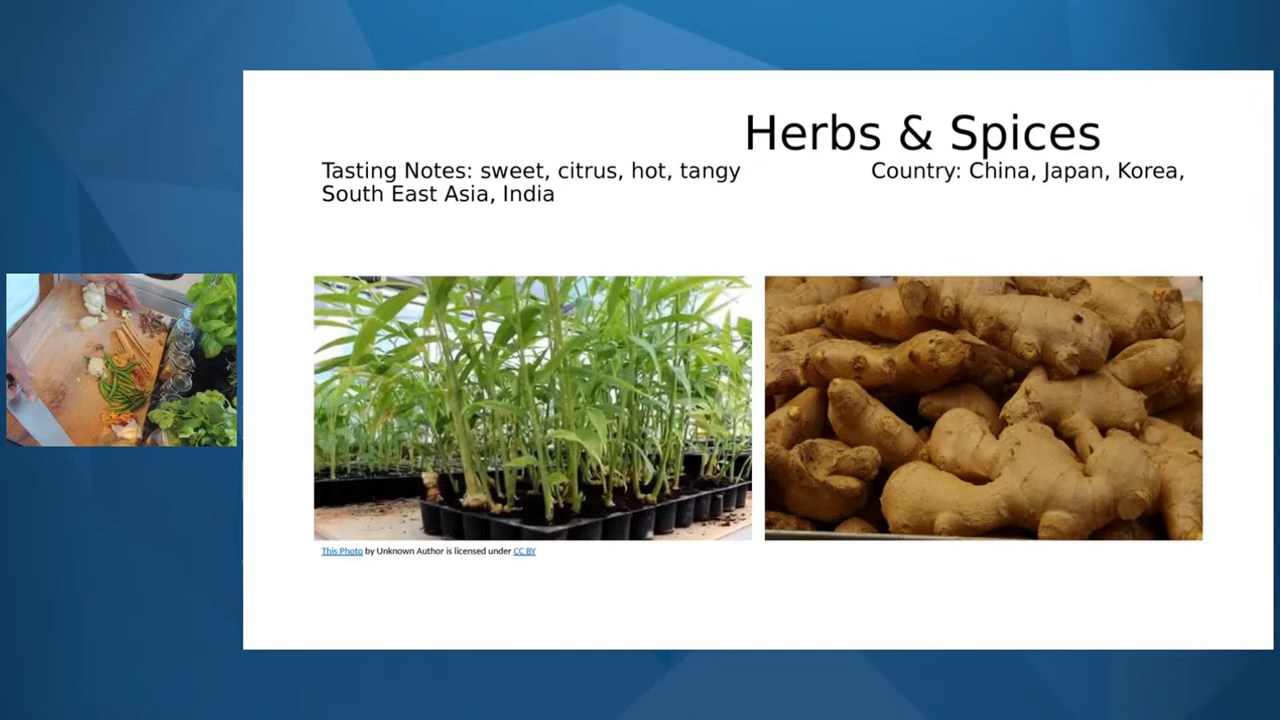 Herbs & Spices
Tasting Notes: sweet, citrus, hot, tangy Country: China, Japan, Korea,
South East Asia, India
This Photo by Unknown Author is licensed under CC BY